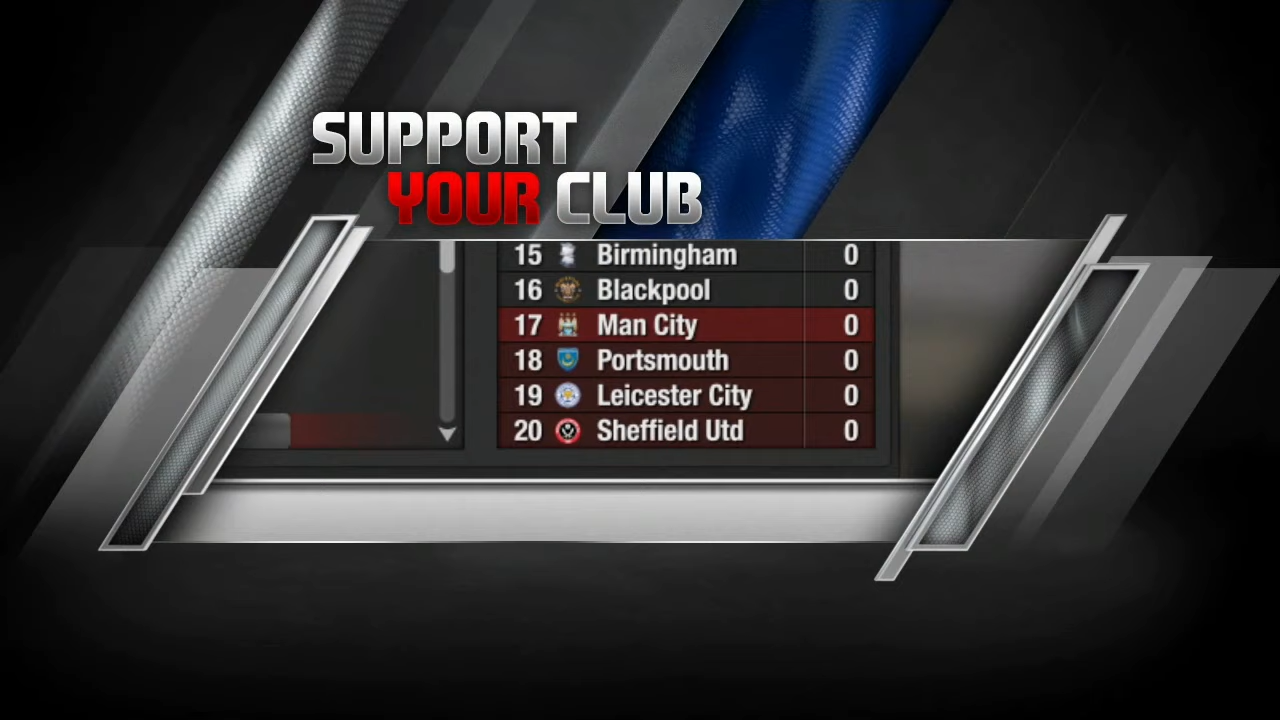 SUPPORT
YOUR CLUB
15 Birmingham 0
16 Blackpool 0
17 Man City 0
18 Portsmouth 0
19 Leicester City 0
20 Sheffield Utd 0